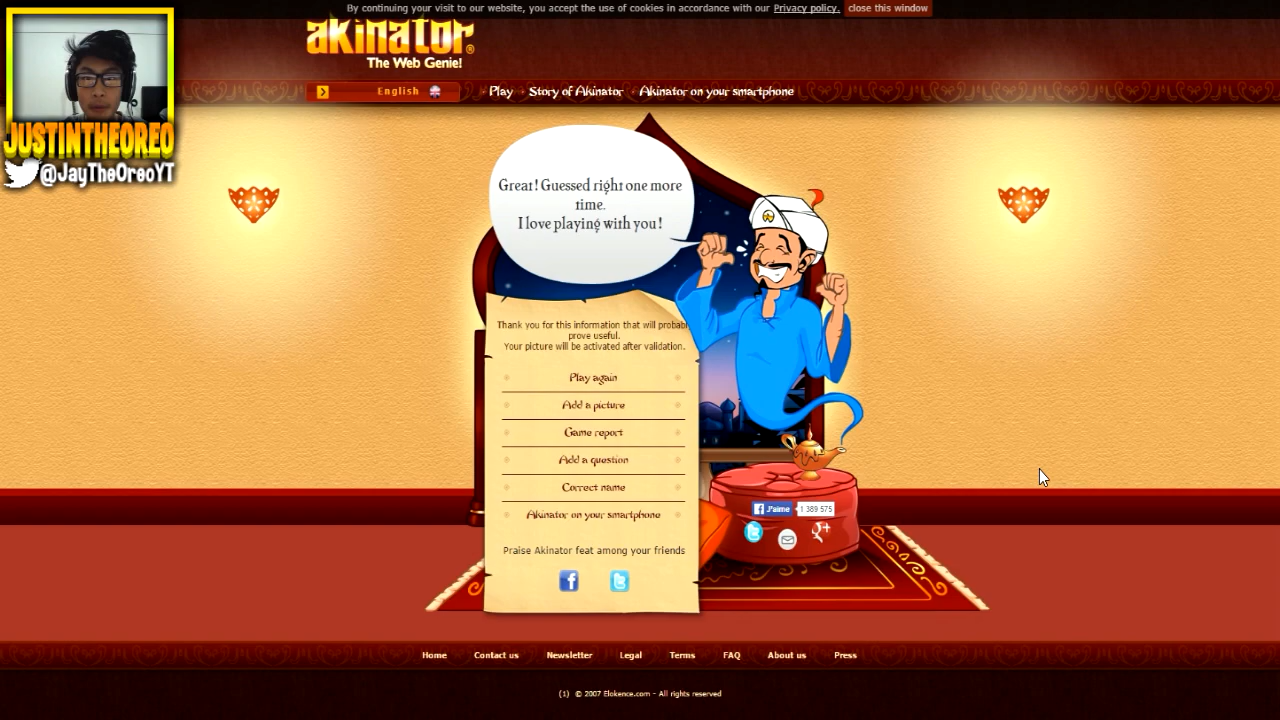 By continuing your visit to our website, you accept the use of cookies in accordance with our Privacy policy. close this window
akinator®
The Web Genie!
English
Play
Story of Akinator
Akinator on your smartphone
JUSTINTHEOREO
@JayTheOreoYT
Great! Guessed right one more
time.
I love playing with you!
Thank you for this information that will probabl
prove useful.
Your picture will be activated after validation.
Play again
Add a picture
Game report
Add a question
Correct name
Akinator on your smartphone
J'aime
1 389 575
Praise Akinator feat among your friends
Home
Contact us
Newsletter
Legal
Terms
FAQ
About us
Press
(1) © 2007 Elokence.com - All rights reserved